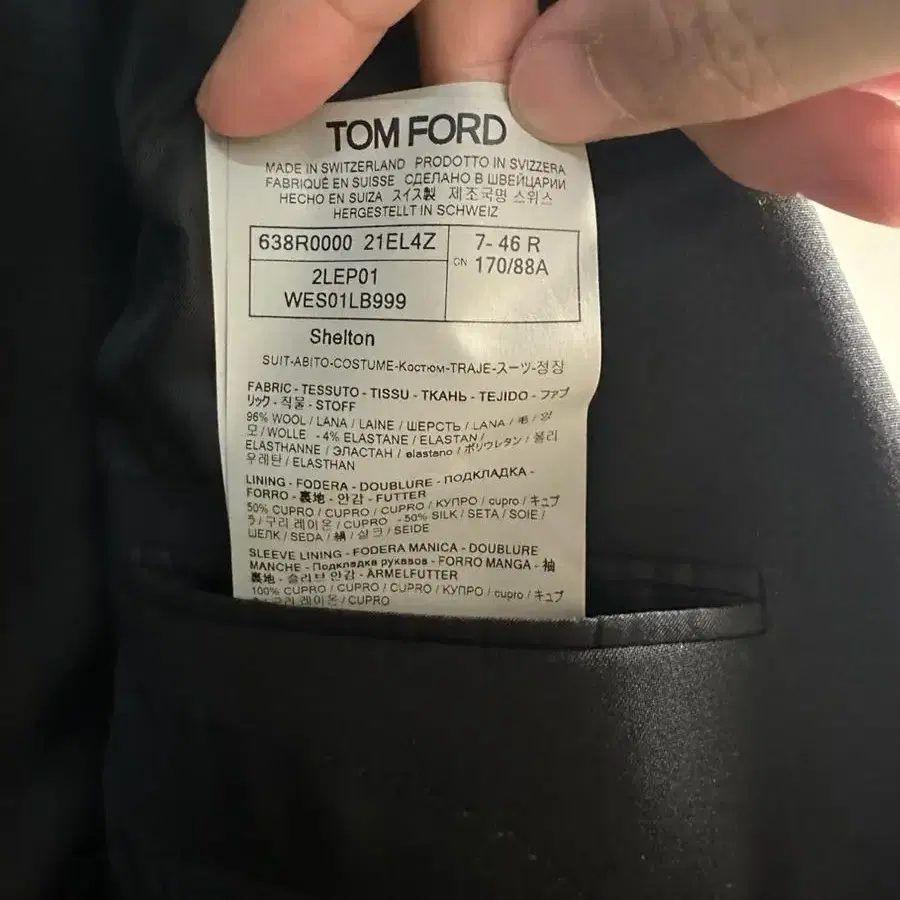 TOM FORD
MADE IN SWITZERLAND PRODOTTO IN SVIZZERA
FABRIQUÉ EN SUISSE СДЕЛАНО В ШВЕЙЦАРИИ
HECHO EN SUIZA スイス製 제조국명 스위스
HERGESTELLT IN SCHWEIZ
638R0000 21EL4Z
7- 46 R
CN 170/88A
2LEP01
WES01LB999
Shelton
SUIT-ABITO-COSTUME-Костюм-TRAJE-スーツ-정장
FABRIC - TESSUTO - TISSU - ТКАНЬ - TEJIDO - ファブ
リック - 직물 - STOFF
96% WOOL / LANA / LAINE / ШЕРСТЬ / LANA / 毛 / 양
모 / WOLLE - 4% ELASTANE / ELASTAN /
ELASTHANNE / ЭЛАСТАН / elastano / ポリウレタン / 폴리
우레탄 / ELASTHAN
LINING - FODERA - DOUBLURE - ПОДКЛАДКА -
FORRO - 裏地 - 안감 - FUTTER
50% CUPRO / CUPRO / CUPRO / КУПРО / cupro / キュプ
ラ / 구리 레이온 / CUPRO - 50% SILK / SETA / SOIE /
ШЕЛК / SEDA / 絹 / 실크 / SEIDE
SLEEVE LINING - FODERA MANICA - DOUBLURE
MANCHE - Подкладка рукавов - FORRO MANGA - 袖
裏地 - 슬리브 안감 - ÄRMELFUTTER
100% CUPRO / CUPRO / CUPRO / КУПРО / cupro / キュプ
ラ / 구리 레이온 / CUPRO